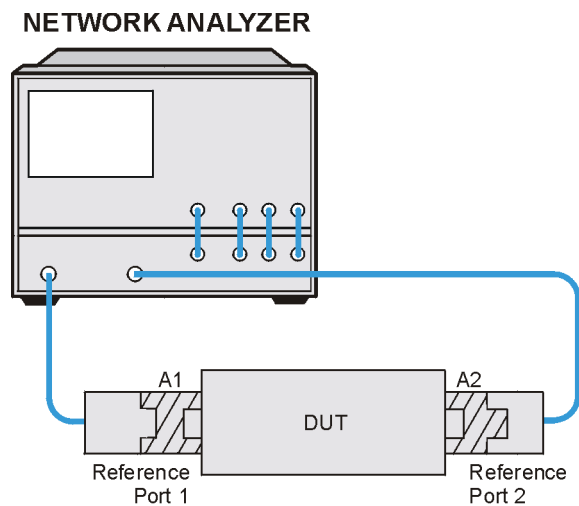 NETWORK ANALYZER
A1
A2
DUT
Reference
Port 1
Reference
Port 2